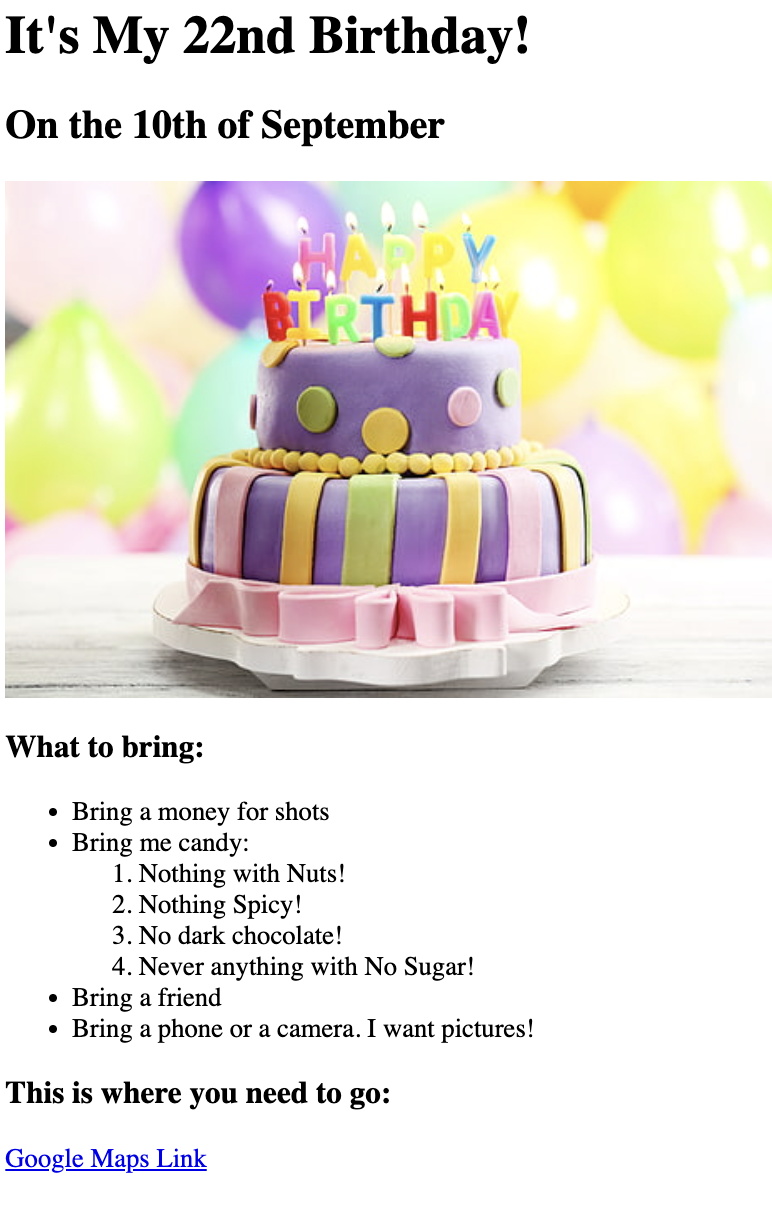 It's My 22nd Birthday!
On the 10th of September
HAPPY
BIRTHDAY
What to bring:
• Bring a money for shots
• Bring me candy:
1. Nothing with Nuts!
2. Nothing Spicy!
3. No dark chocolate!
4. Never anything with No Sugar!
• Bring a friend
• Bring a phone or a camera. I want pictures!
This is where you need to go:
Google Maps Link